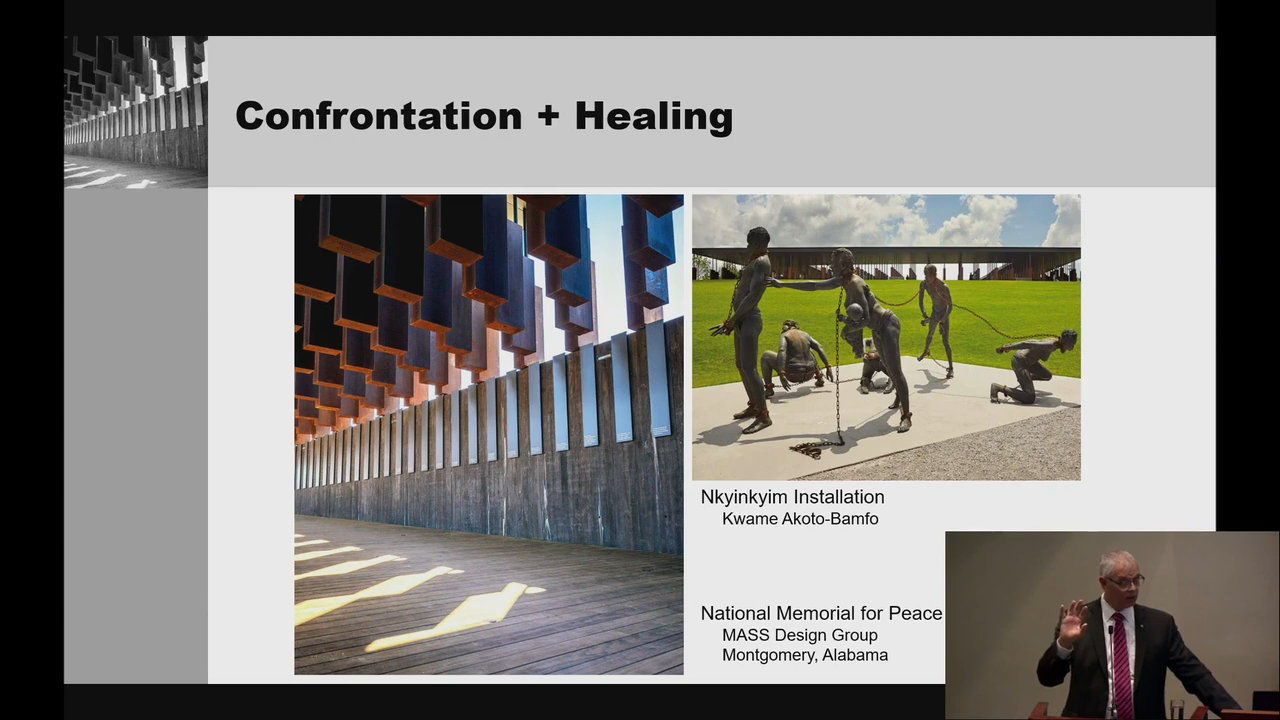 Confrontation + Healing
Nkyinkyim Installation
Kwame Akoto-Bamfo
National Memorial for Peace
MASS Design Group
Montgomery, Alabama